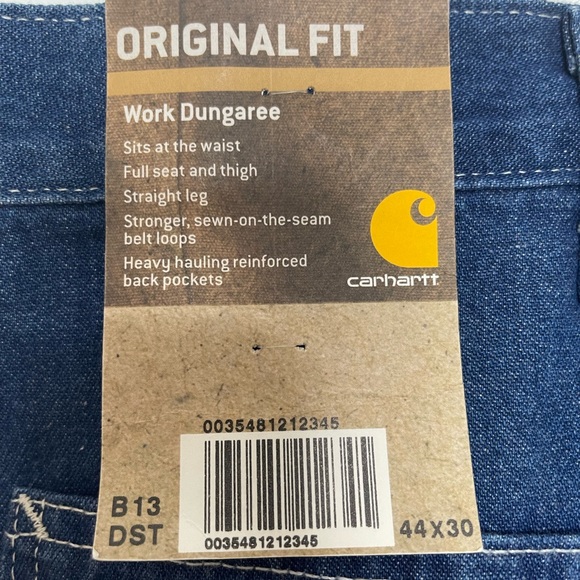 ORIGINAL FIT
Work Dungaree
Sits at the waist
Full seat and thigh
Straight leg
Stronger, sewn-on-the-seam
belt loops
Heavy hauling reinforced
back pockets
carhartt
0035481212345
B13
DST
44X30
0035481212345